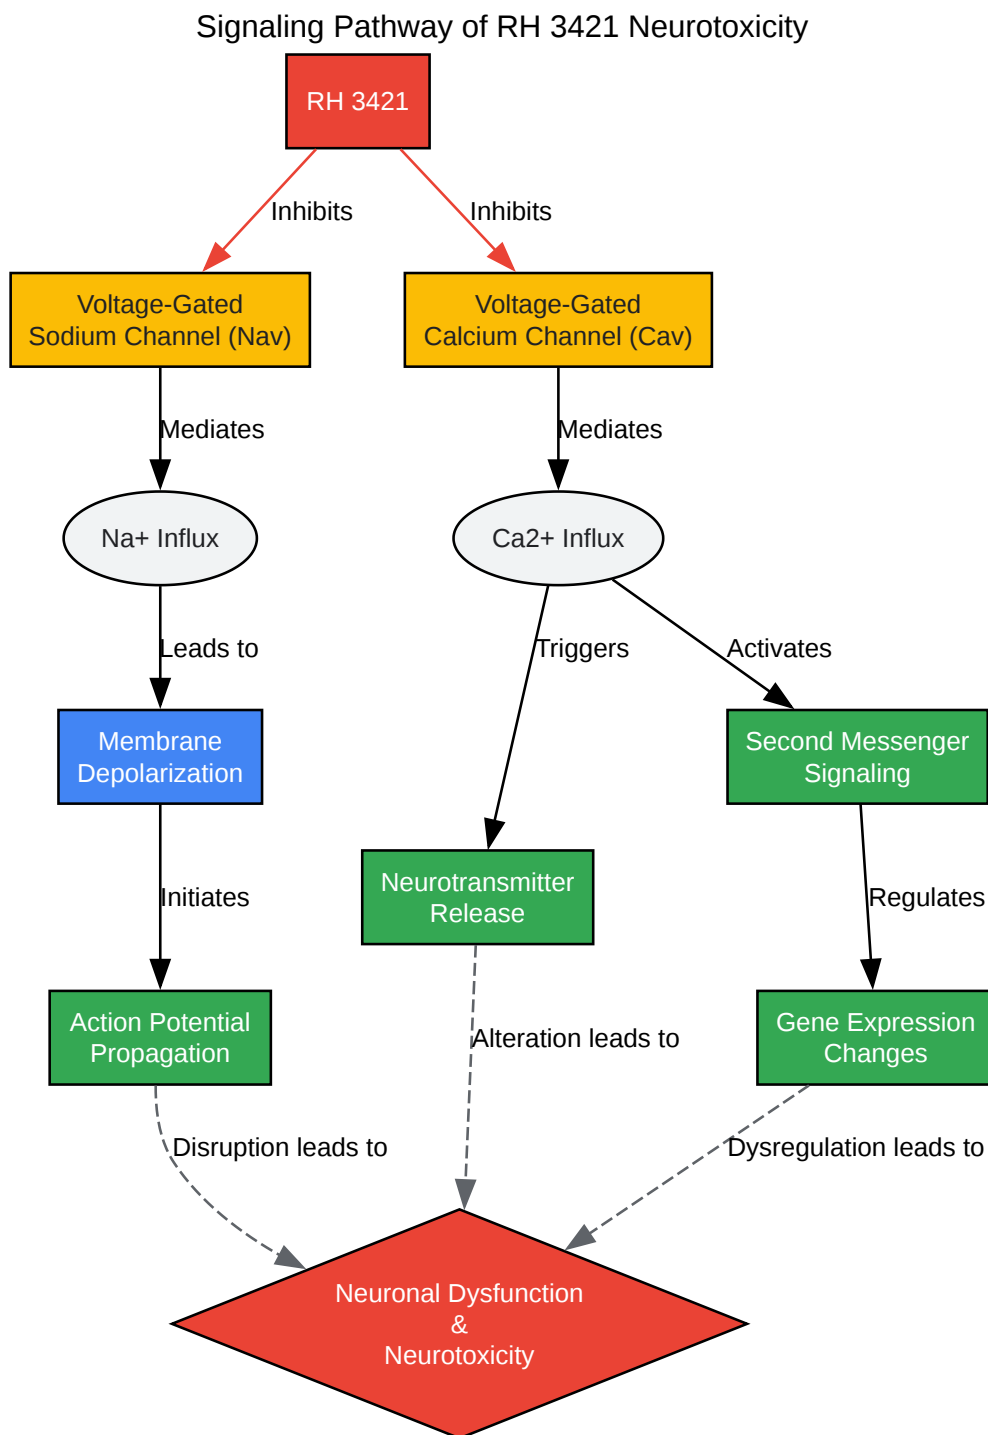 Signaling Pathway of RH 3421 Neurotoxicity
RH 3421
Inhibits
Inhibits
Voltage-Gated
Sodium Channel (Nav)
Voltage-Gated
Calcium Channel (Cav)
Mediates
Mediates
Na+ Influx
Ca2+ Influx
Leads to
Triggers
Activates
Membrane
Depolarization
Second Messenger
Signaling
Initiates
Neurotransmitter
Release
Regulates
Action Potential
Propagation
Alteration leads to
Gene Expression
Changes
Disruption leads to
Dysregulation leads to
Neuronal Dysfunction
&
Neurotoxicity